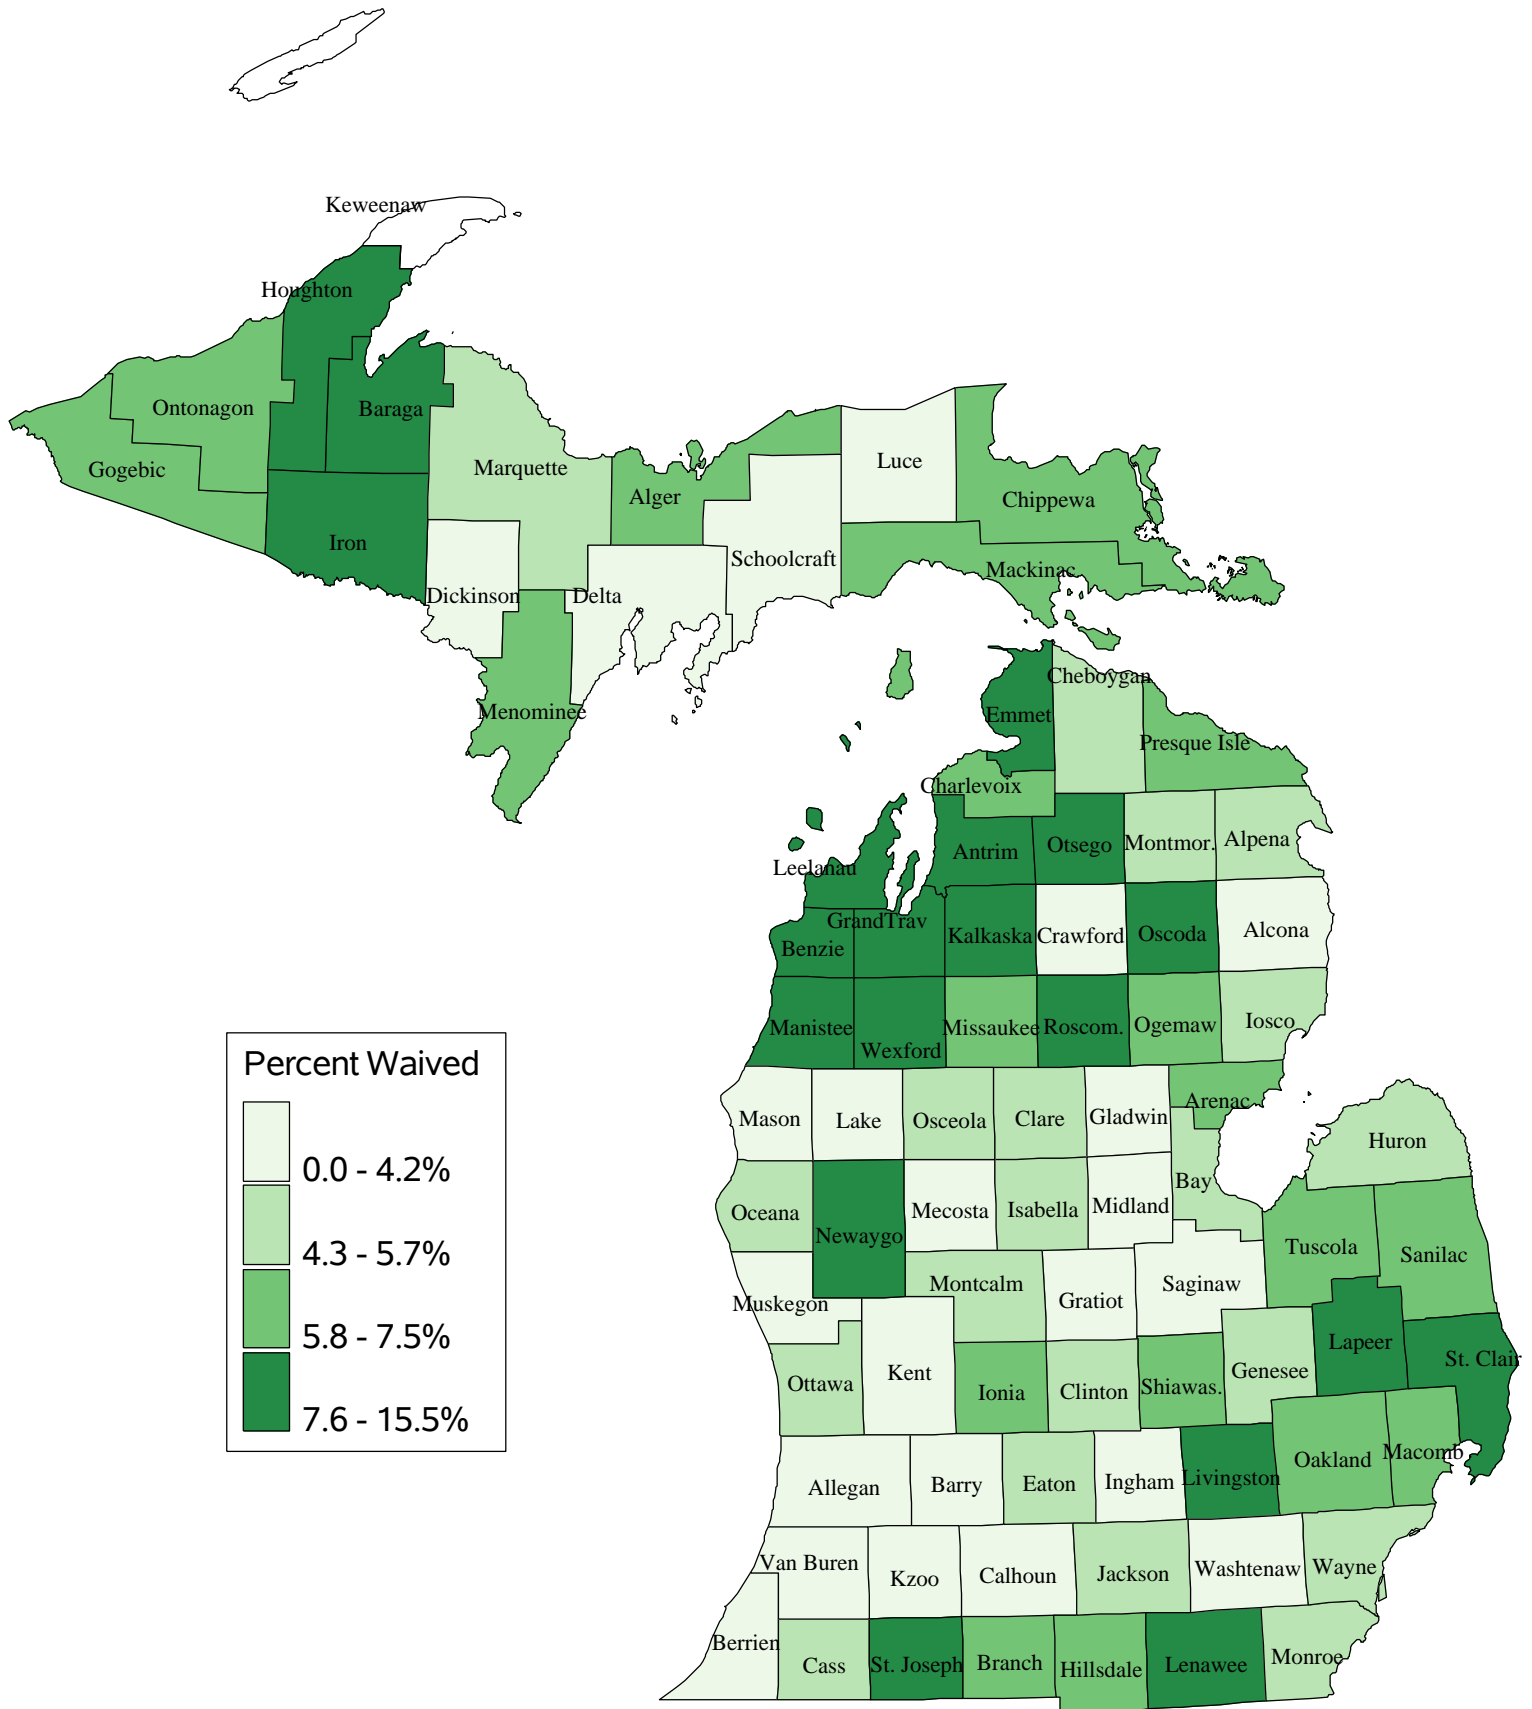 Keweenaw
Houghton
Ontonagon
Baraga
Gogebic
Marquette
Alger
Luce
Chippewa
Iron
Schoolcraft
Mackinac
Dickinson
Delta
Menominee
Cheboygan
Emmet
Presque Isle
Charlevoix
Antrim
Otsego
Montmor.
Alpena
Leelanau
GrandTrav
Benzie
Kalkaska
Crawford
Oscoda
Alcona
Manistee
Wexford
Missaukee
Roscom.
Ogemaw
Iosco
Percent Waived
0.0 - 4.2%
4.3 - 5.7%
5.8 - 7.5%
7.6 - 15.5%
Mason
Lake
Osceola
Clare
Gladwin
Arenac
Huron
Oceana
Newaygo
Mecosta
Isabella
Midland
Bay
Tuscola
Sanilac
Muskegon
Montcalm
Gratiot
Saginaw
Lapeer
St. Clair
Ottawa
Kent
Ionia
Clinton
Shiawas.
Genesee
Allegan
Barry
Eaton
Ingham
Livingston
Oakland
Macomb
Van Buren
Kzoo
Calhoun
Jackson
Washtenaw
Wayne
Berrien
Cass
St. Joseph
Branch
Hillsdale
Lenawee
Monroe